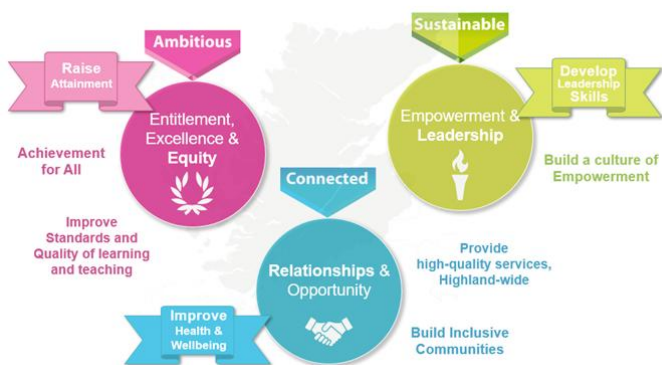 Ambitious
Sustainable
Raise
Attainment
Develop
Leadership
Skills
Entitlement,
Excellence &
Equity
Empowerment &
Leadership
Achievement
for All
Build a culture of
Empowerment
Connected
Improve
Standards and
Quality of learning
and teaching
Relationships &
Opportunity
Provide
high-quality services,
Highland-wide
Improve
Health &
Wellbeing
Build Inclusive
Communities